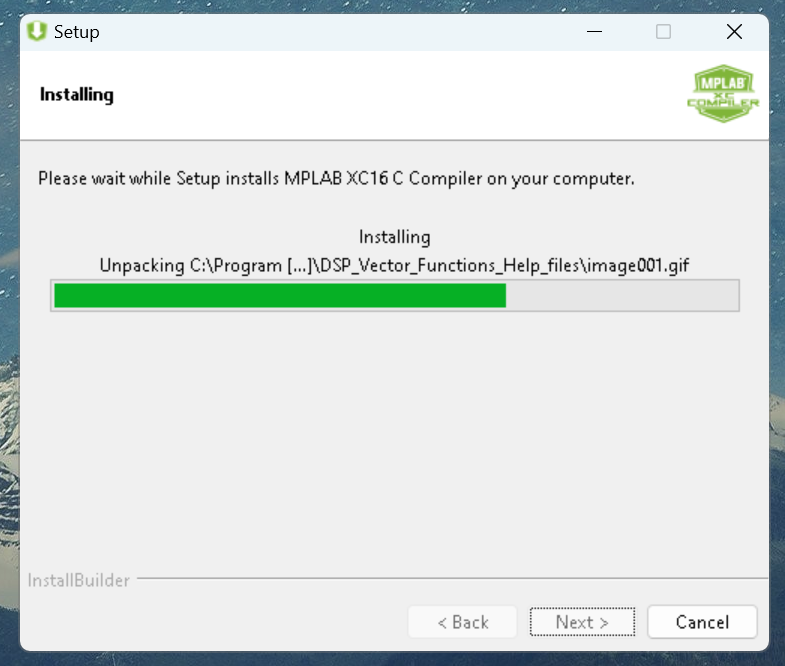 Setup
Installing
MPLAB
XC
COMPILER
Please wait while Setup installs MPLAB XC16 C Compiler on your computer.
Installing
Unpacking C:\Program [...]\DSP_Vector_Functions_Help_files\image001.gif
InstallBuilder
< Back
Next >
Cancel